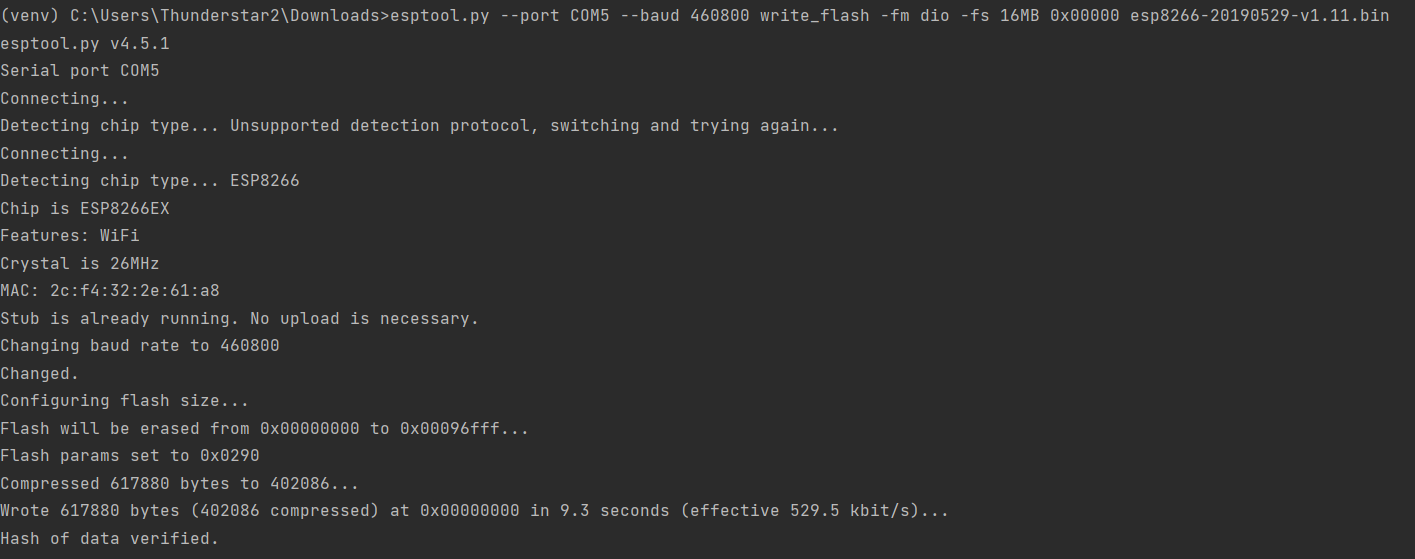 (venv) C:\Users\Thunderstar2\Downloads>esptool.py --port COM5 --baud 460800 write_flash -fm dio -fs 16MB 0x00000 esp8266-20190529-v1.11.bin
esptool.py v4.5.1
Serial port COM5
Connecting...
Detecting chip type... Unsupported detection protocol, switching and trying again...
Connecting...
Detecting chip type... ESP8266
Chip is ESP8266EX
Features: WiFi
Crystal is 26MHz
MAC: 2c:f4:32:2e:61:a8
Stub is already running. No upload is necessary.
Changing baud rate to 460800
Changed.
Configuring flash size...
Flash will be erased from 0x00000000 to 0x00096fff...
Flash params set to 0x0290
Compressed 617880 bytes to 402086...
Wrote 617880 bytes (402086 compressed) at 0x00000000 in 9.3 seconds (effective 529.5 kbit/s)...
Hash of data verified.